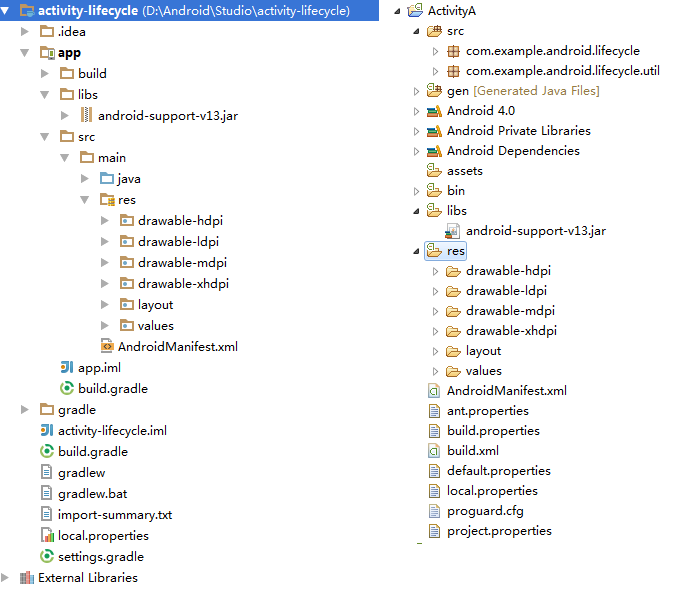 activity-lifecycle (D:\Android\Studio\activity-lifecycle)
.idea
app
build
libs
android-support-v13.jar
src
main
java
res
drawable-hdpi
drawable-ldpi
drawable-mdpi
drawable-xhdpi
layout
values
AndroidManifest.xml
app.iml
build.gradle
gradle
activity-lifecycle.iml
build.gradle
gradlew
gradlew.bat
import-summary.txt
local.properties
settings.gradle
External Libraries
ActivityA
src
com.example.android.lifecycle
com.example.android.lifecycle.util
gen [Generated Java Files]
Android 4.0
Android Private Libraries
Android Dependencies
assets
bin
libs
android-support-v13.jar
res
drawable-hdpi
drawable-ldpi
drawable-mdpi
drawable-xhdpi
layout
values
AndroidManifest.xml
ant.properties
build.properties
build.xml
default.properties
local.properties
proguard.cfg
project.properties